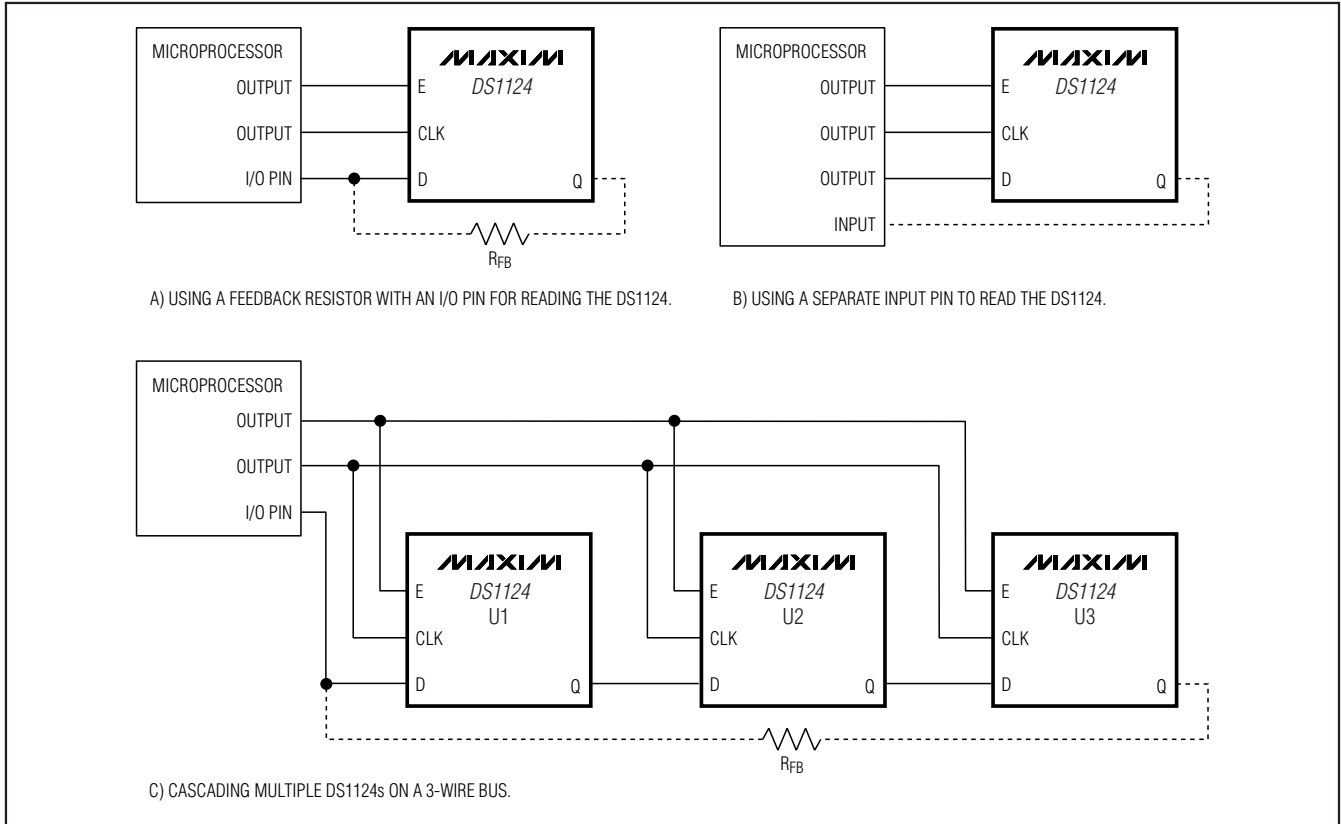 MICROPROCESSOR
OUTPUT
OUTPUT
I/O PIN
MAXIM
DS1124
E
CLK
D
Q
RFB
A) USING A FEEDBACK RESISTOR WITH AN I/O PIN FOR READING THE DS1124.
MICROPROCESSOR
OUTPUT
OUTPUT
OUTPUT
INPUT
MAXIM
DS1124
E
CLK
D
Q
B) USING A SEPARATE INPUT PIN TO READ THE DS1124.
MICROPROCESSOR
OUTPUT
OUTPUT
I/O PIN
MAXIM
DS1124
U1
E
CLK
D
Q
MAXIM
DS1124
U2
E
CLK
D
Q
MAXIM
DS1124
U3
E
CLK
D
Q
RFB
C) CASCADING MULTIPLE DS1124s ON A 3-WIRE BUS.